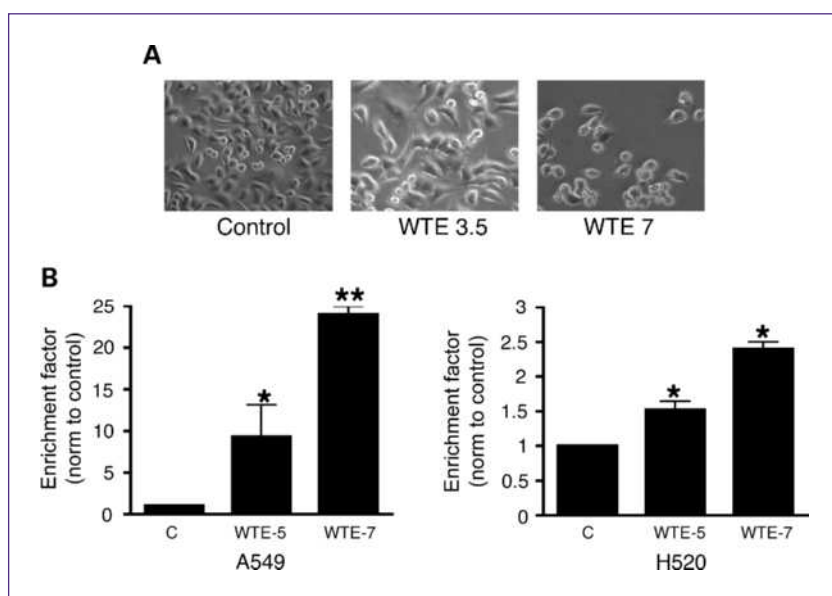 A
Control
WTE 3.5
WTE 7
B
Enrichment factor
(norm to control)
25
20
15
10
5
0
*
**
C
WTE-5
WTE-7
A549
Enrichment factor
(norm to control)
3
2.5
2
1.5
1
0.5
0
*
*
C
WTE-5
WTE-7
H520